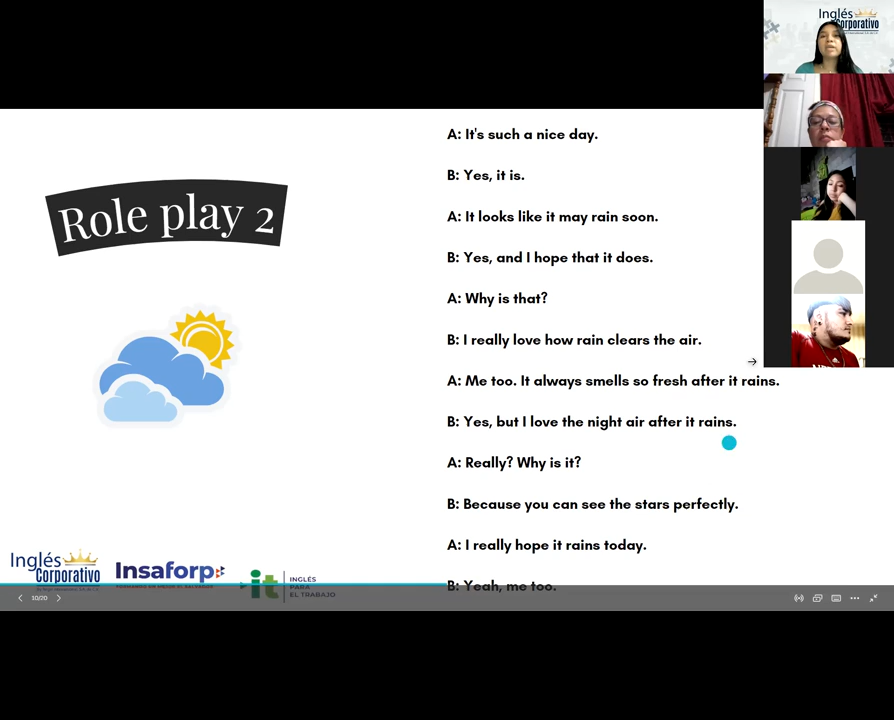 Inglés
Corporativo
Role play 2
A: It's such a nice day.
B: Yes, it is.
A: It looks like it may rain soon.
B: Yes, and I hope that it does.
A: Why is that?
B: I really love how rain clears the air.
A: Me too. It always smells so fresh after it rains.
B: Yes, but I love the night air after it rains.
A: Really? Why is it?
B: Because you can see the stars perfectly.
A: I really hope it rains today.
B: Yeah, me too.
Inglés
Corporativo
Insaforp
it
INGLÉS
PARA
EL TRABAJO
10/70